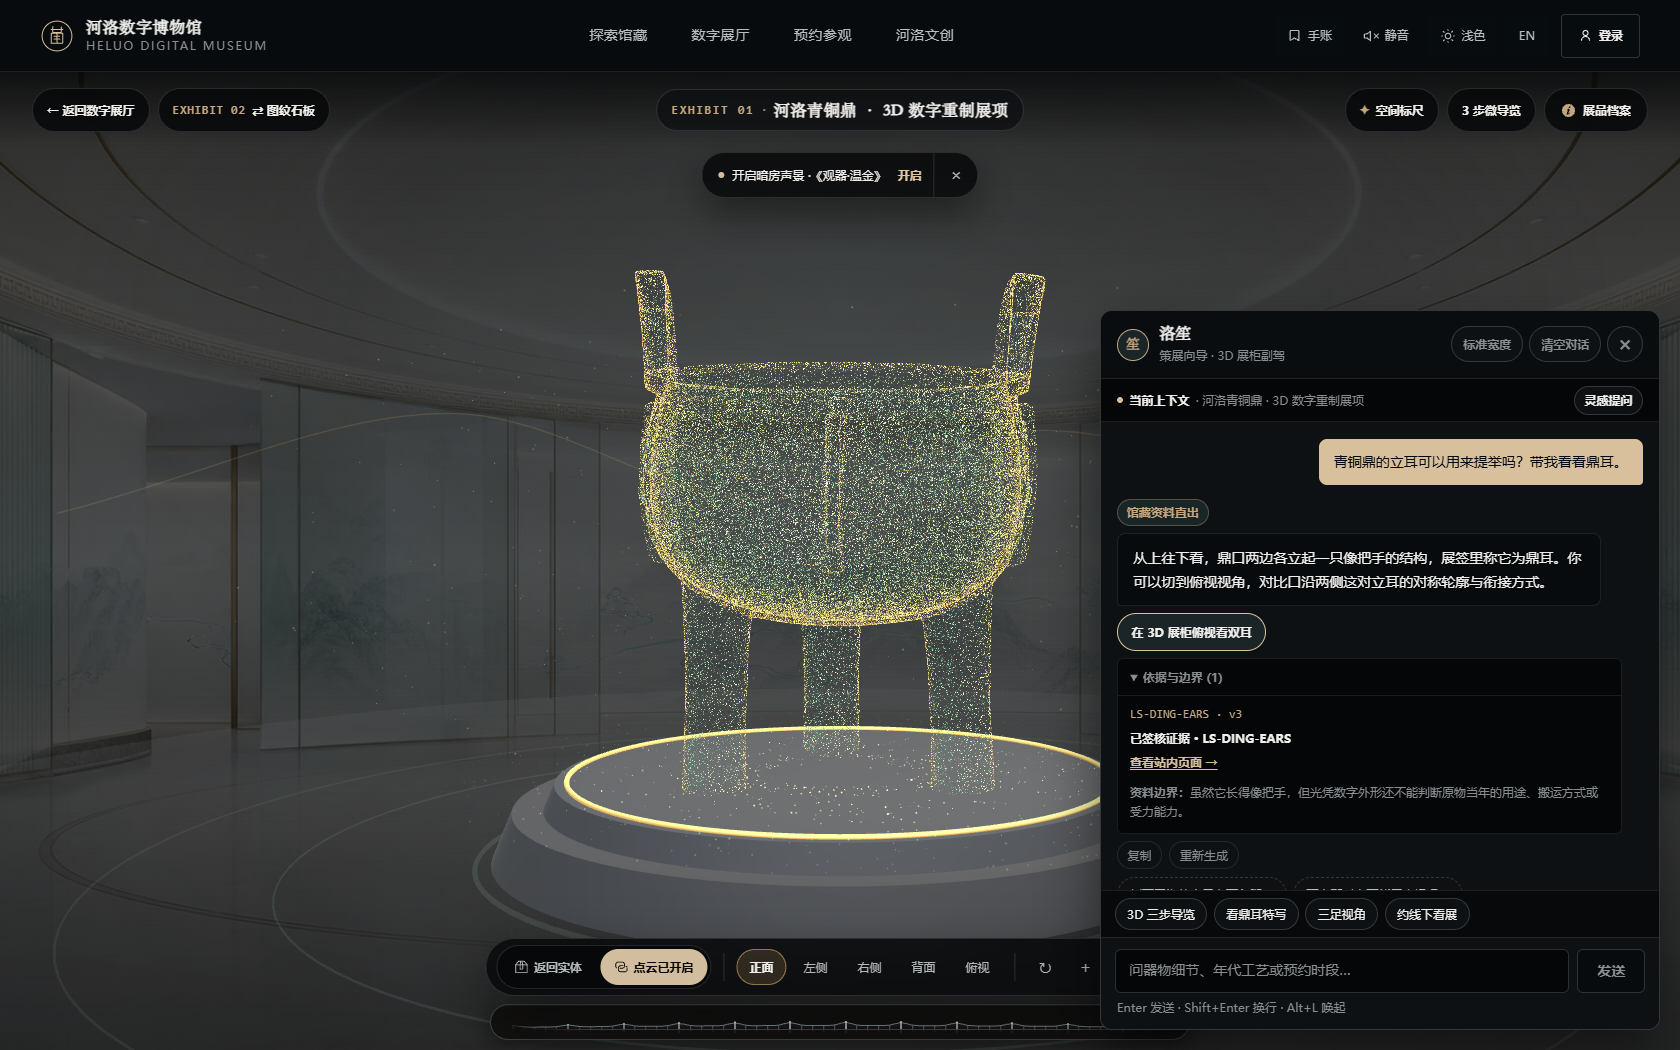 河洛数字博物馆
HELUO DIGITAL MUSEUM
探索馆藏
数字展厅
预约参观
河洛文创
手账
静音
浅色
EN
登录
← 返回数字展厅
EXHIBIT 02 ⇄ 图纹石板
EXHIBIT 01 · 河洛青铜鼎 · 3D 数字重制展项
空间标尺
3 步微导览
展品档案
开启暗房声景 ·《观器·温金》 开启 ×
笙
洛笙
策展向导 · 3D 展柜副驾
标准宽度
清空对话
×
当前上下文 · 河洛青铜鼎 · 3D 数字重制展项
灵感提问
青铜鼎的立耳可以用来提举吗？带我看看鼎耳。
馆藏资料直出
从上往下看，鼎口两边各立起一只像把手的结构，展签里称它为鼎耳。你
可以切到俯视视角，对比口沿两侧这对立耳的对称轮廓与衔接方式。
在 3D 展柜俯视看双耳
▼ 依据与边界 (1)
LS-DING-EARS · v3
已签核证据 • LS-DING-EARS
查看站内页面 →
资料边界：虽然它长得像把手，但光凭数字外形还不能判断原物当年的用途、搬运方式或
受力能力。
复制
重新生成
3D 三步导览
看鼎耳特写
三足视角
约线下看展
返回实体
点云已开启
正面
左侧
右侧
背面
俯视
↻
+
问器物细节、年代工艺或预约时段...
发送
Enter 发送 · Shift+Enter 换行 · Alt+L 唤起